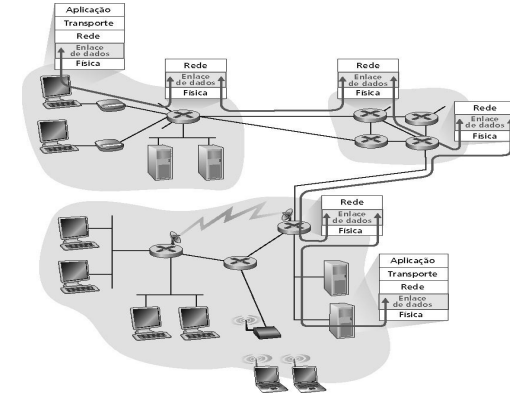 Aplicação
Transporte
Rede
Enlace
de dados
Física
Rede
Enlace
de dados
Física
Rede
Enlace
de dados
Física
Rede
Enlace
de dados
Física
Rede
Enlace
de dados
Física
Aplicação
Transporte
Rede
Enlace
de dados
Física